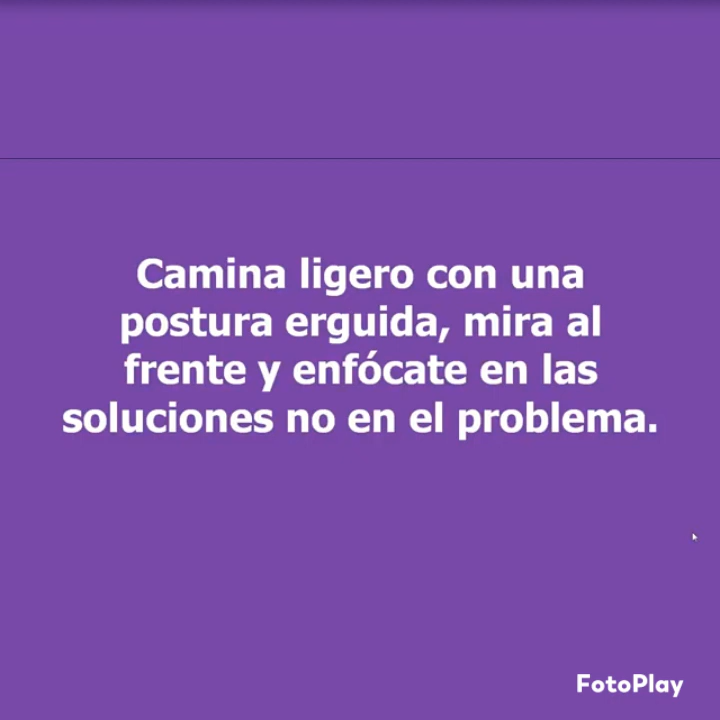 Camina ligero con una
postura erguida, mira al
frente y enfócate en las
soluciones no en el problema.
FotoPlay